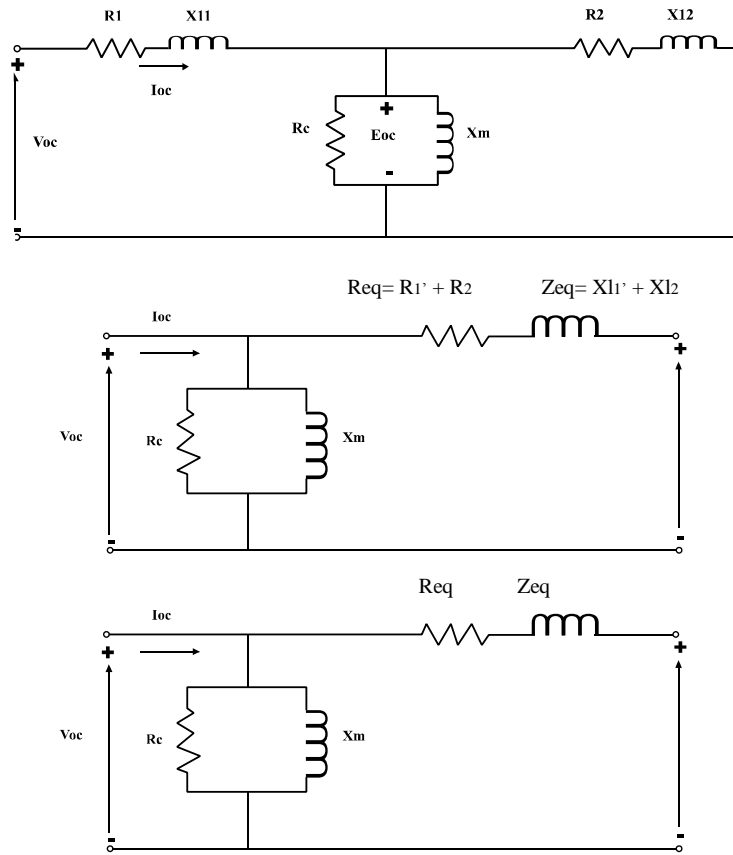 R1 X11 R2 X12
+ Ioc
Voc Rc + Eoc - Xm
-
Req= R1' + R2 Zeq= Xl1' + Xl2
Ioc
+ +
Voc Rc Xm
- -
Req Zeq
Ioc
+ +
Voc Rc Xm
- -